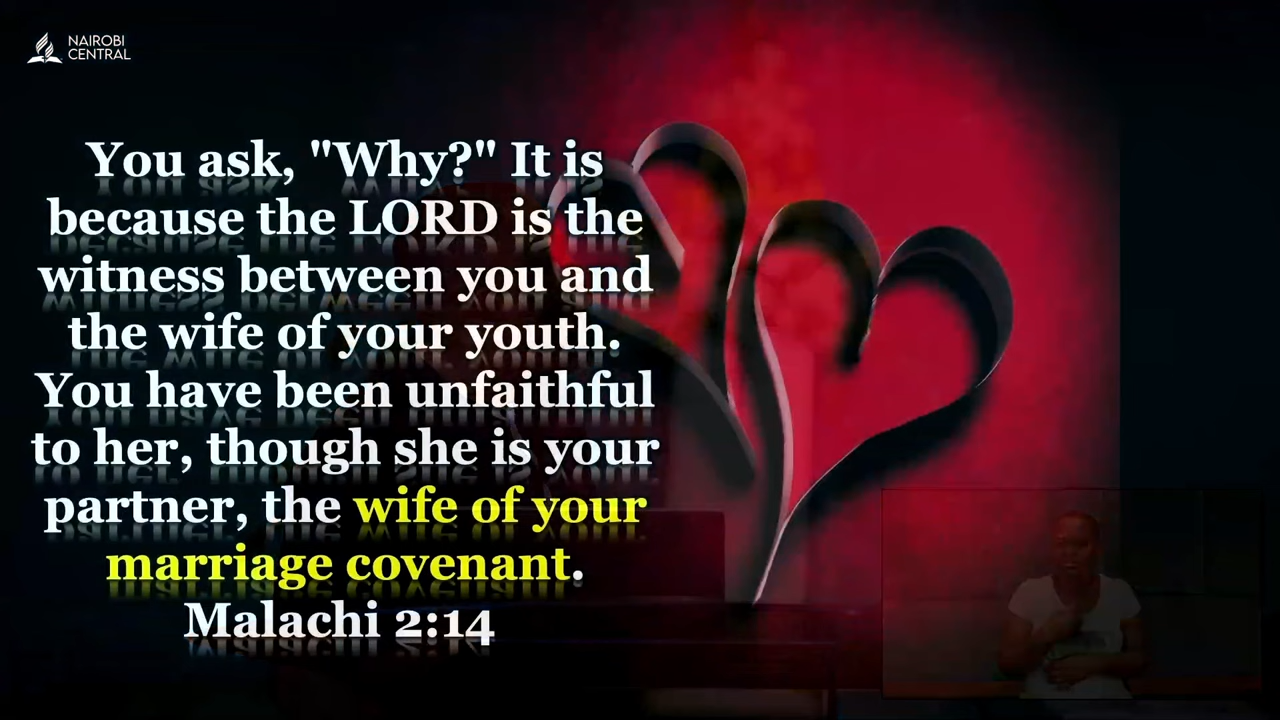 NAIROBI
CENTRAL
You ask, "Why?" It is
because the LORD is the
witness between you and
the wife of your youth.
You have been unfaithful
to her, though she is your
partner, the wife of your
marriage covenant.
Malachi 2:14